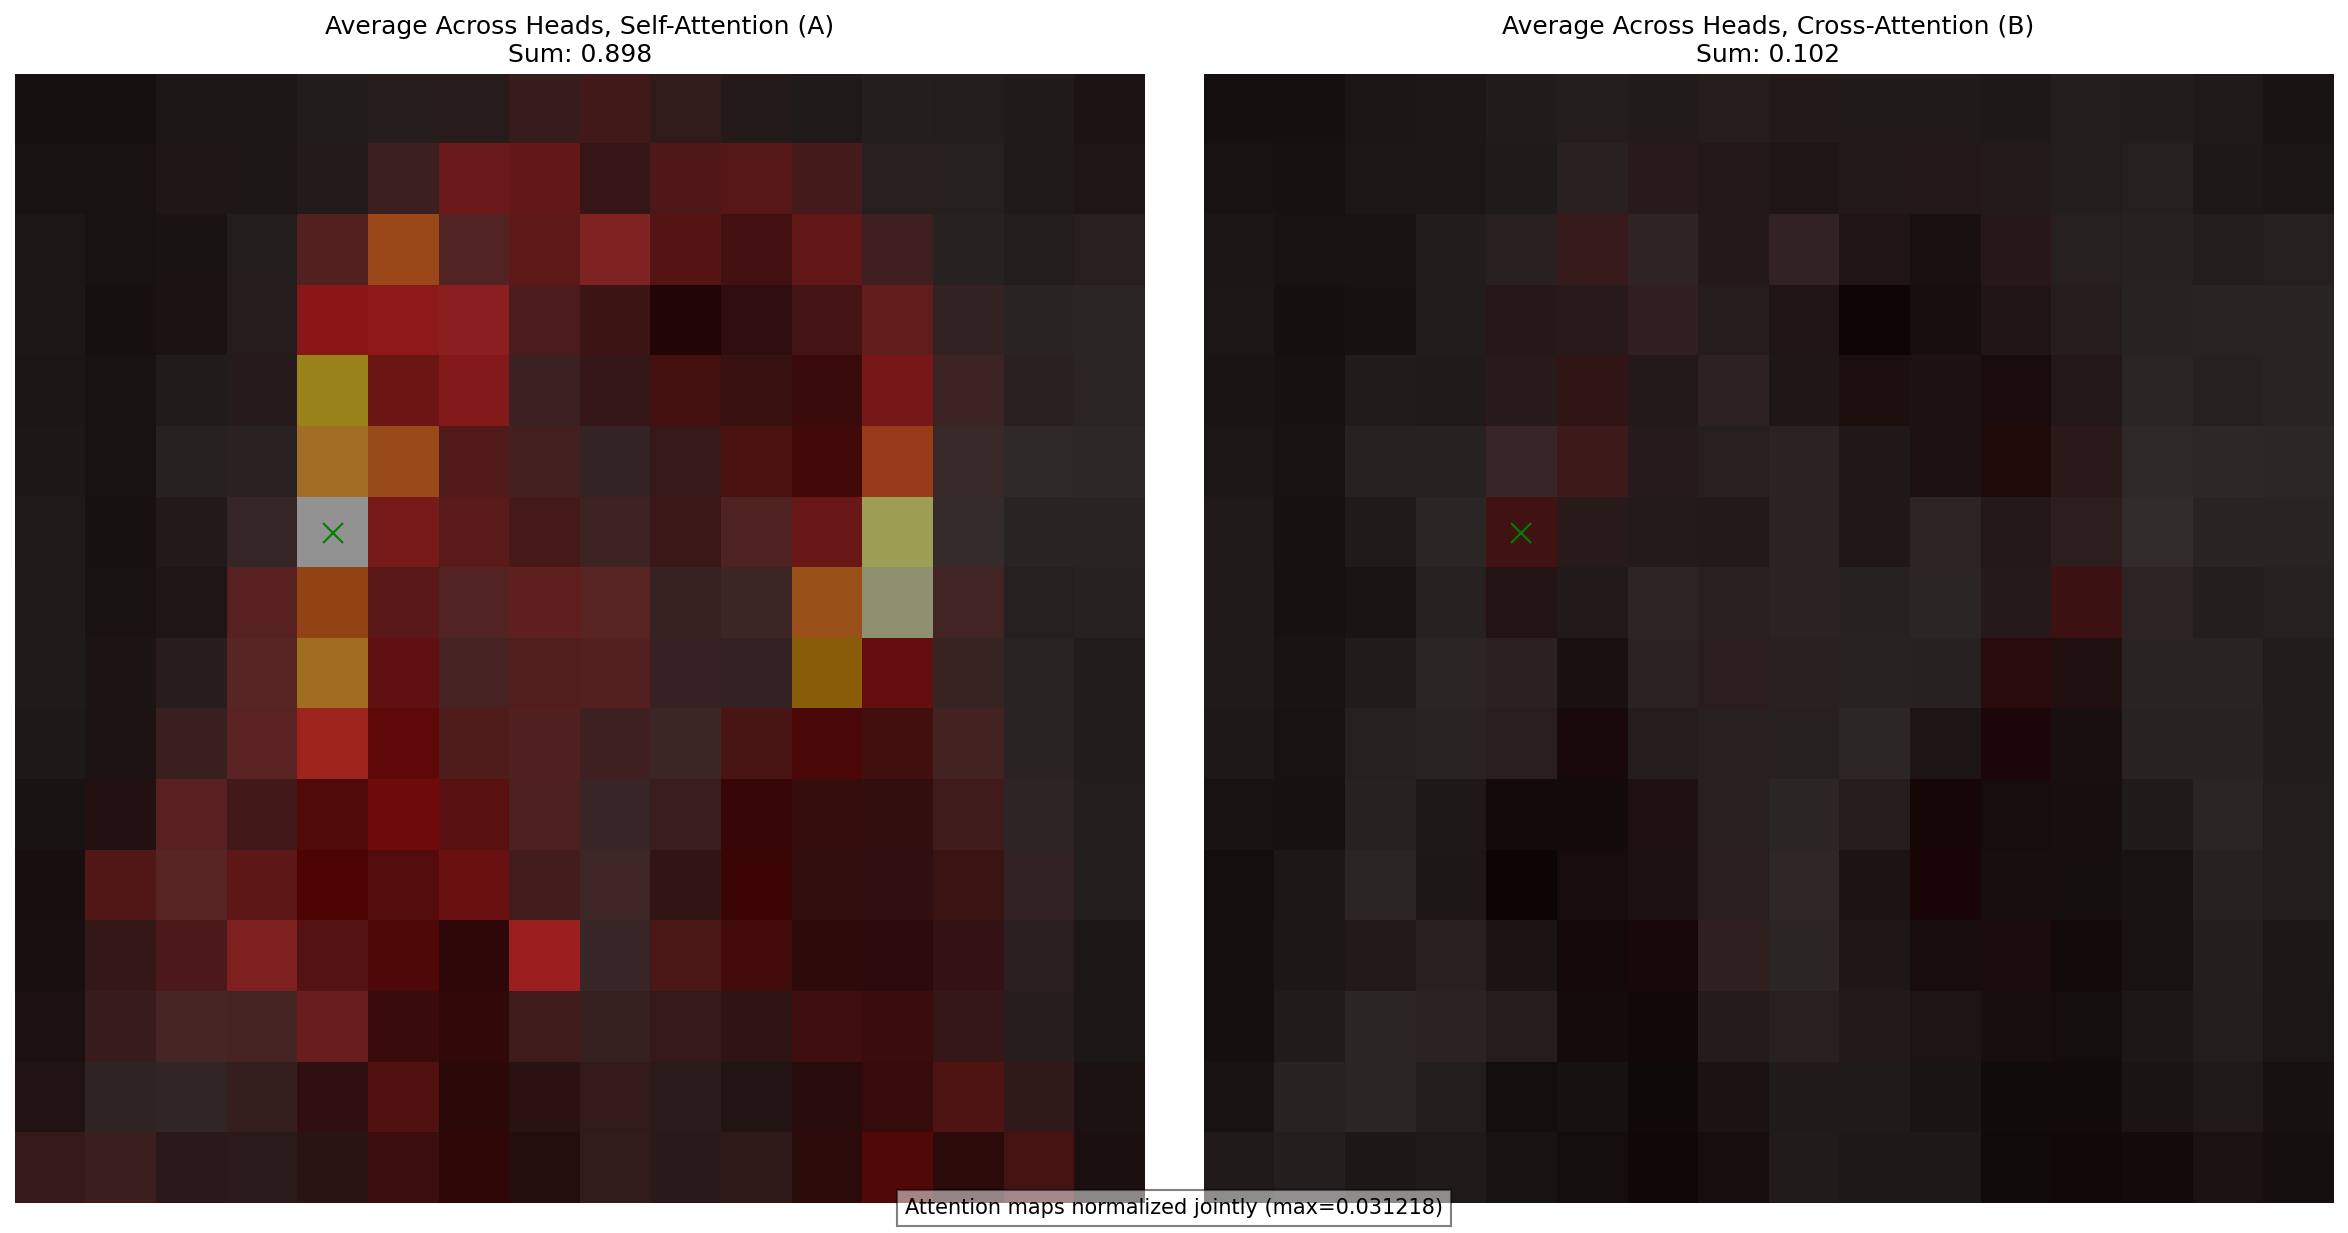 Average Across Heads, Self-Attention (A)
Sum: 0.898
Average Across Heads, Cross-Attention (B)
Sum: 0.102
Attention maps normalized jointly (max=0.031218)